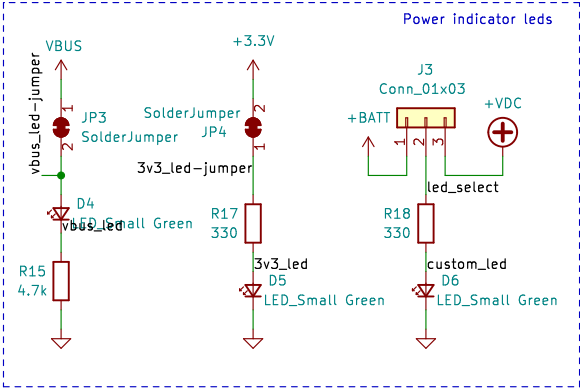 Power indicator leds
VBUS
vbus_led-jumper
1
JP3
SolderJumper
2
D4
LED_Small Green
vbus_led
R15
4.7k
+3.3V
2
SolderJumper
JP4
1
3v3_led-jumper
R17
330
3v3_led
D5
LED_Small Green
J3
Conn_01x03
+BATT
+VDC
1
2
3
led_select
R18
330
custom_led
D6
LED_Small Green